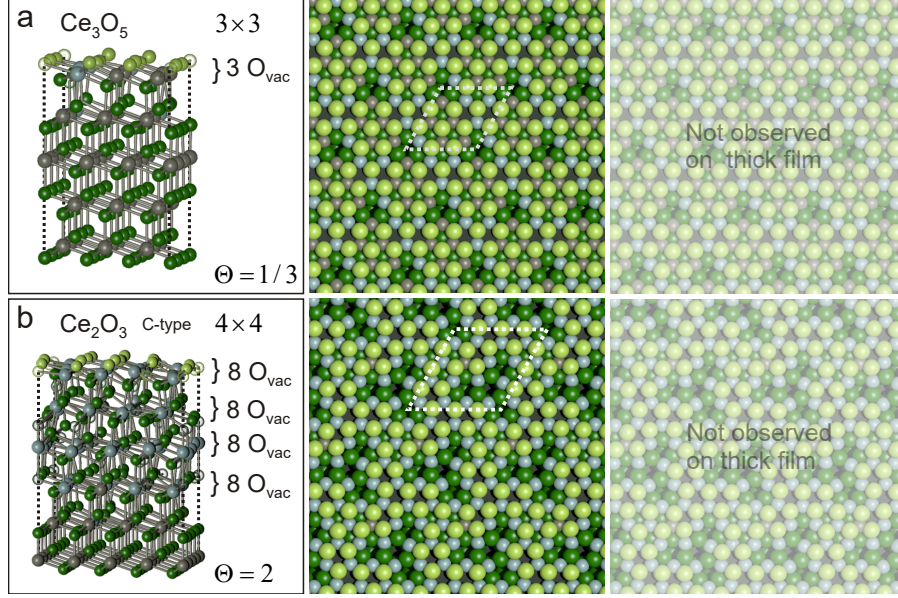 a Ce₃O₅ 3×3
}3 Oᵥₐc
Θ=1/3
Not observed
on thick film
b Ce₂O₃ C-type 4×4
}8 Oᵥₐc
}8 Oᵥₐc
}8 Oᵥₐc
}8 Oᵥₐc
Θ=2
Not observed
on thick film